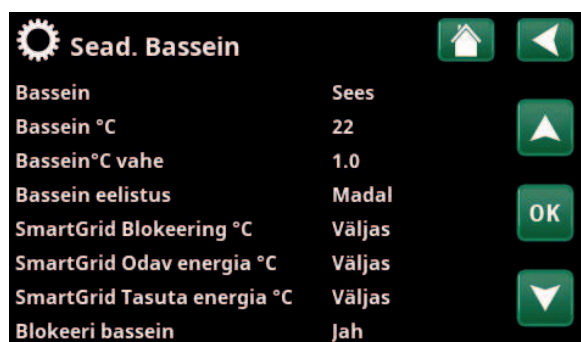 Sead. Bassein
Bassein Sees
Bassein °C 22
Bassein°C vahe 1.0
Bassein eelistus Madal
SmartGrid Blokeering °C Väljas
SmartGrid Odav energia °C Väljas
SmartGrid Tasuta energia °C Väljas
Blokeeri bassein Jah
OK